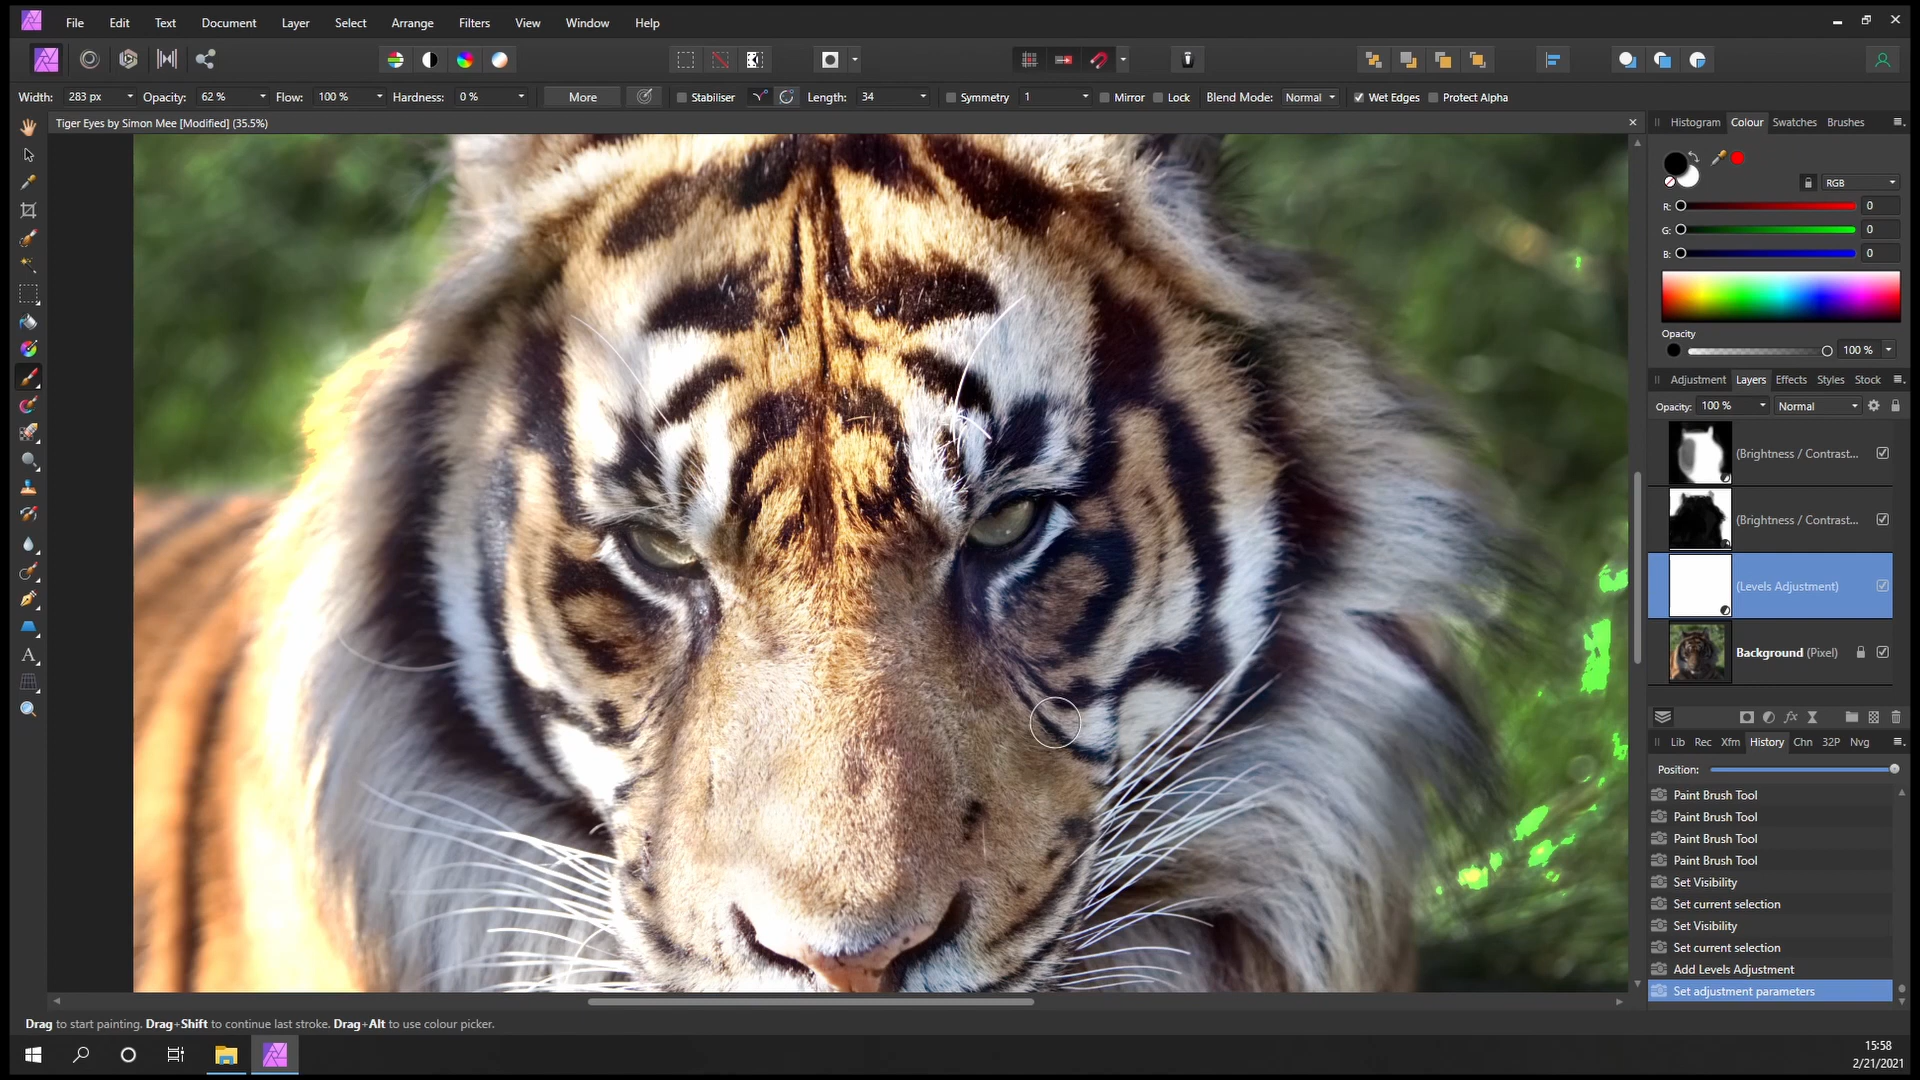 File Edit Text Document Layer Select Arrange Filters View Window Help
Width: 283 px Opacity: 62 % Flow: 100 % Hardness: 0 % More Stabiliser Length: 34 Symmetry 1 Mirror Lock Blend Mode: Normal Wet Edges Protect Alpha
Tiger Eyes by Simon Mee [Modified] (35.5%)
Histogram Colour Swatches Brushes
RGB
R: 0
G: 0
B: 0
Opacity
100 %
Adjustment Layers Effects Styles Stock
Opacity: 100 % Normal
(Brightness / Contrast...
(Brightness / Contrast...
(Levels Adjustment)
Background (Pixel)
fx
Lib Rec Xfm History Chn 32P Nvg
Position:
Paint Brush Tool
Paint Brush Tool
Paint Brush Tool
Paint Brush Tool
Set Visibility
Set current selection
Set Visibility
Set current selection
Add Levels Adjustment
Set adjustment parameters
A
Drag to start painting. Drag+Shift to continue last stroke. Drag+Alt to use colour picker.
15:58
2/21/2021